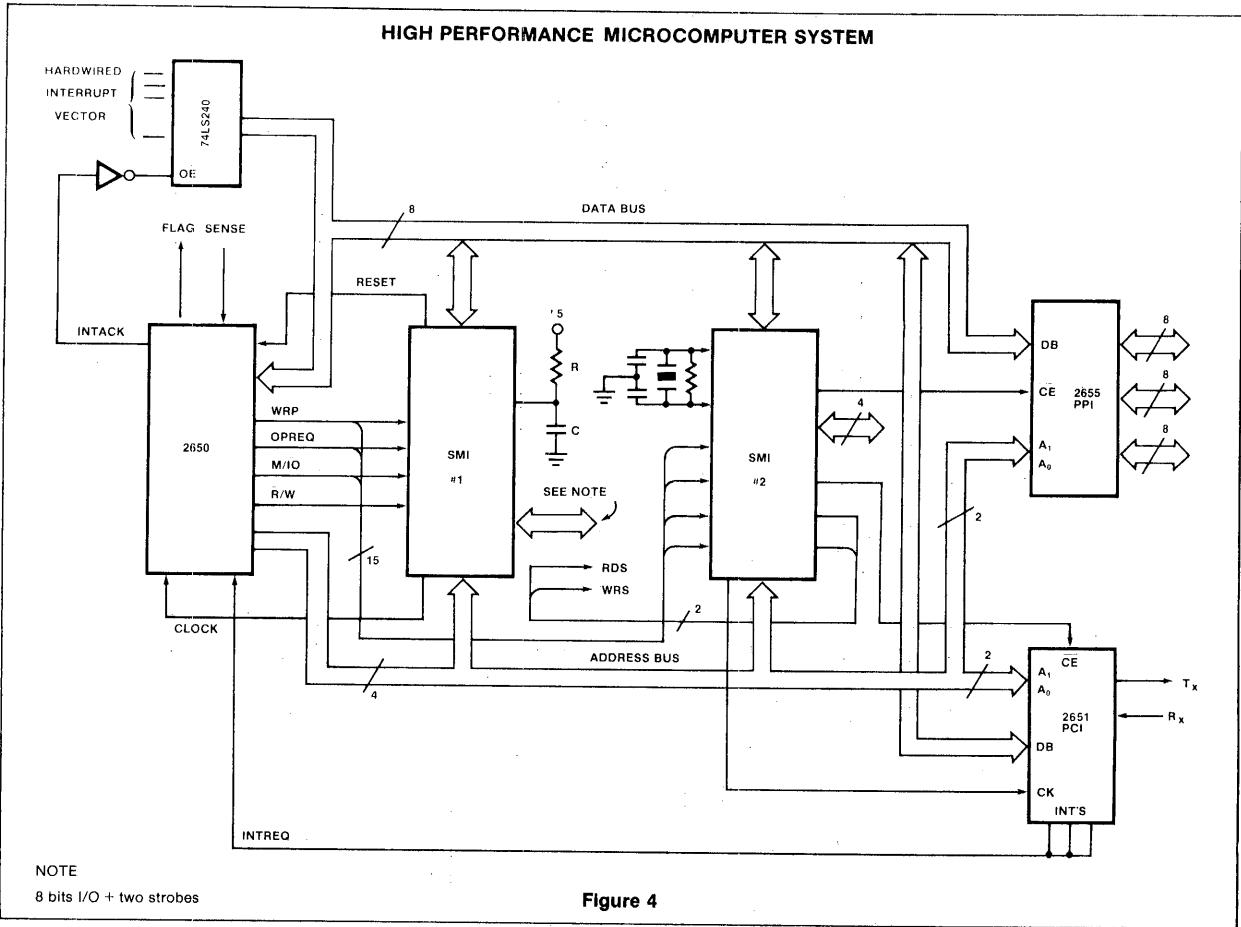 HIGH PERFORMANCE MICROCOMPUTER SYSTEM
HARDWIRED
INTERRUPT
VECTOR
74LS240
OE
FLAG SENSE
8
DATA BUS
RESET
INTACK
'5
R
C
2650
WRP
OPREQ
M/IO
R/W
SMI
#1
SEE NOTE
15
RDS
WRS
2
SMI
#2
4
DB
CE
2655
PPI
A1
A0
8
8
8
2
CLOCK
ADDRESS BUS
4
2
A1
A0
CE
2651
PCI
DB
CK
INT'S
Tx
Rx
INTREQ
NOTE
8 bits I/O + two strobes
Figure 4